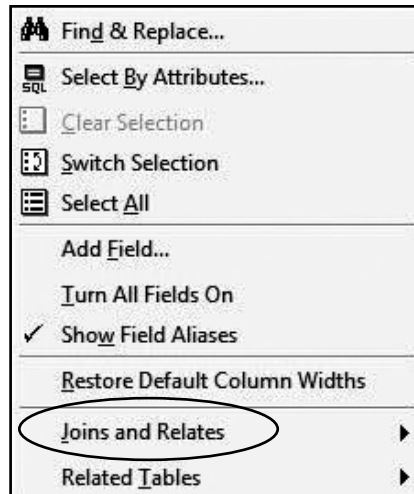 Find & Replace...
SQL Select By Attributes...
Clear Selection
Switch Selection
Select All
Add Field...
Turn All Fields On
Show Field Aliases
Restore Default Column Widths
Joins and Relates
Related Tables